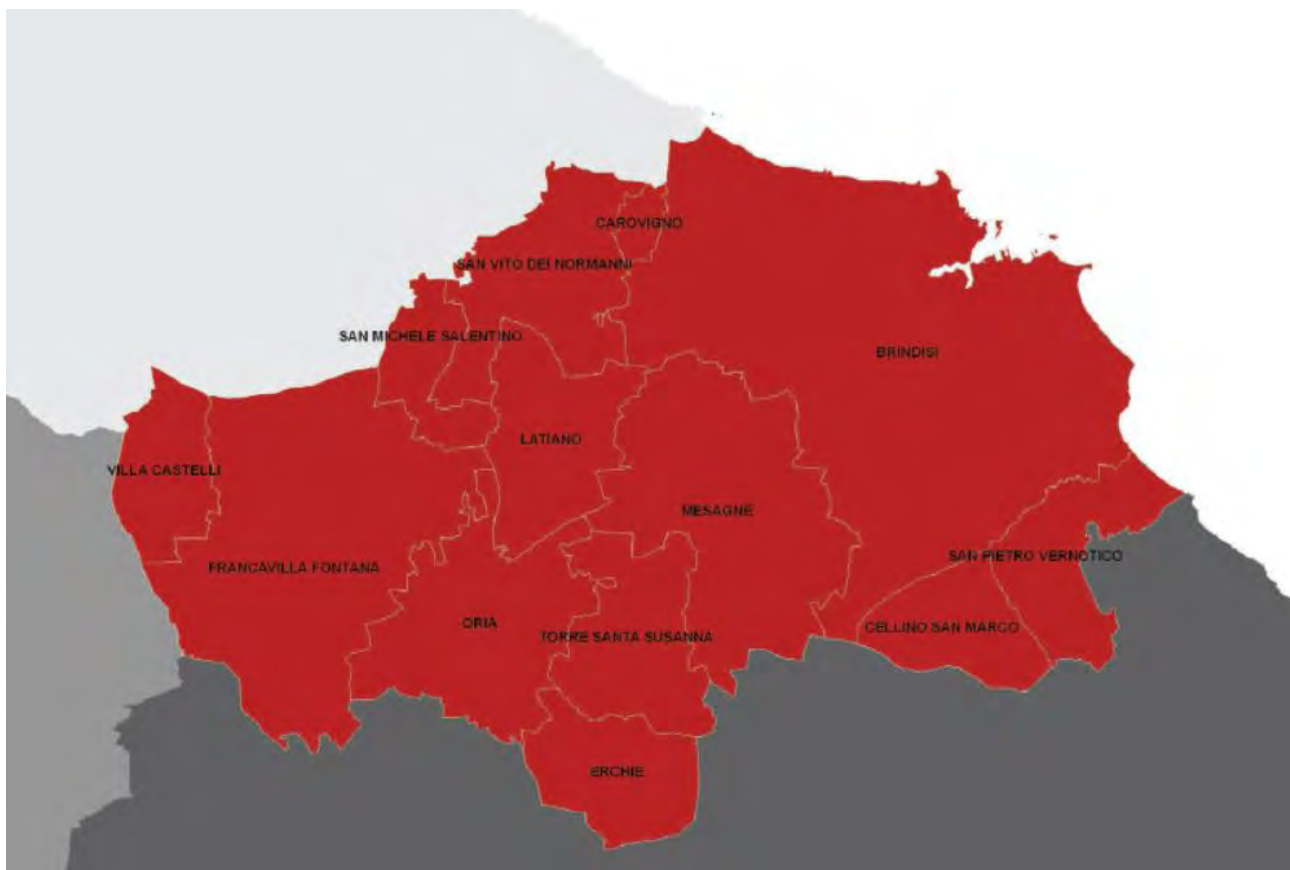 CAROVIGNO
SAN VITO DEI NORMANNI
SAN MICHELE SALENTINO
BRINDISI
LATIANO
VILLA CASTELLI
MESAGNE
SAN PIETRO VERNOTICO
FRANCAVILLA FONTANA
ORIA
CELLINO SAN MARCO
TORRE SANTA SUSANNA
ERCHIE